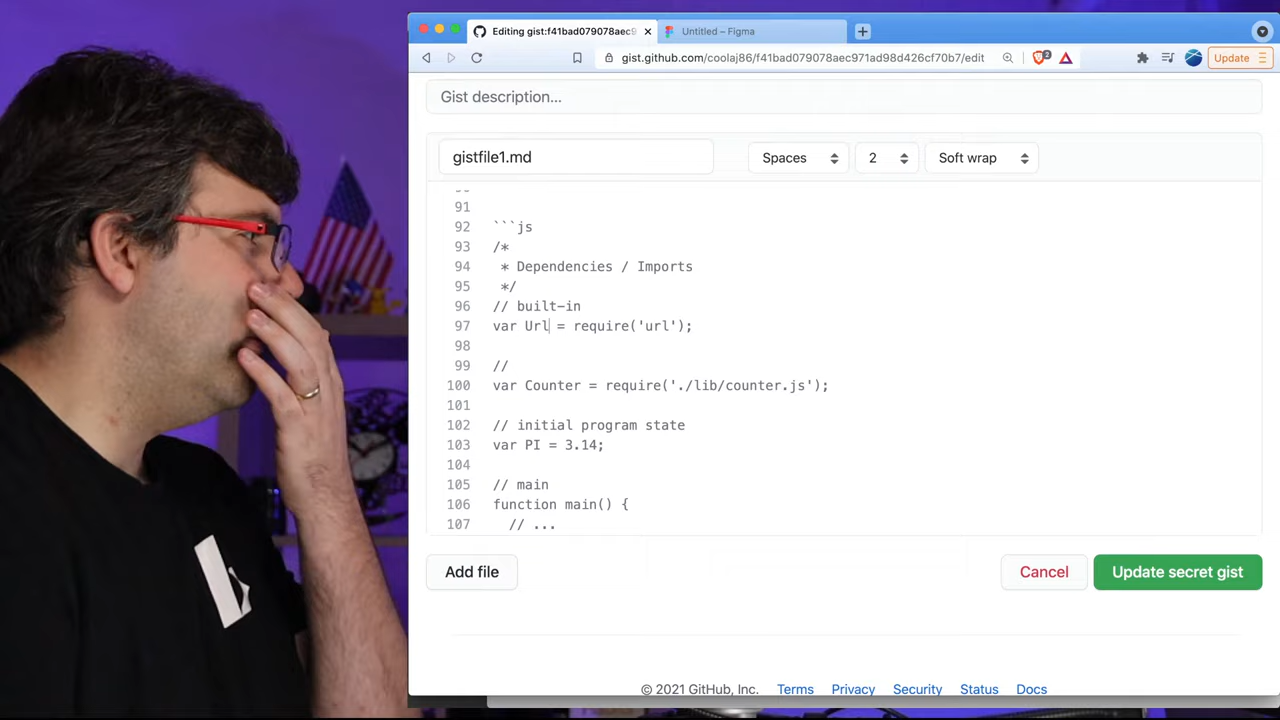 Editing gist:f41bad079078aec9
Untitled – Figma
gist.github.com/coolaj86/f41bad079078aec971ad98d426cf70b7/edit
2
Update
Gist description...
gistfile1.md
Spaces
2
Soft wrap
91
92 ```js
93 /*
94  * Dependencies / Imports
95  */
96 // built-in
97 var Url = require('url');
98
99 //
100 var Counter = require('./lib/counter.js');
101
102 // initial program state
103 var PI = 3.14;
104
105 // main
106 function main() {
107   // ...
Add file
Cancel
Update secret gist
© 2021 GitHub, Inc.
Terms
Privacy
Security
Status
Docs